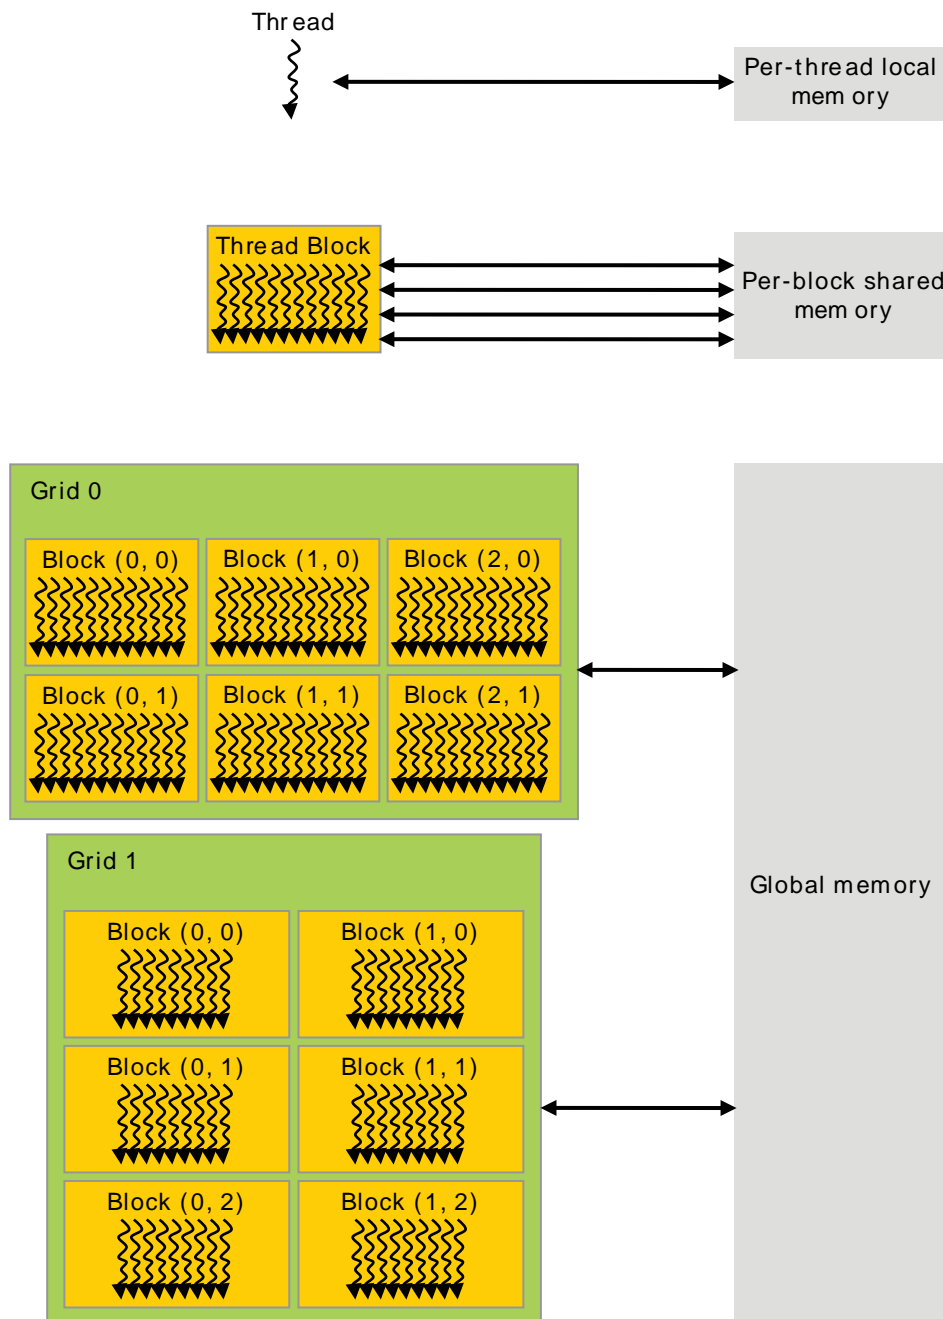 Thread
Per-thread local
memory
Thread Block
Per-block shared
memory
Grid 0
Block (0, 0) Block (1, 0) Block (2, 0)
Block (0, 1) Block (1, 1) Block (2, 1)
Grid 1
Global memory
Block (0, 0) Block (1, 0)
Block (0, 1) Block (1, 1)
Block (0, 2) Block (1, 2)